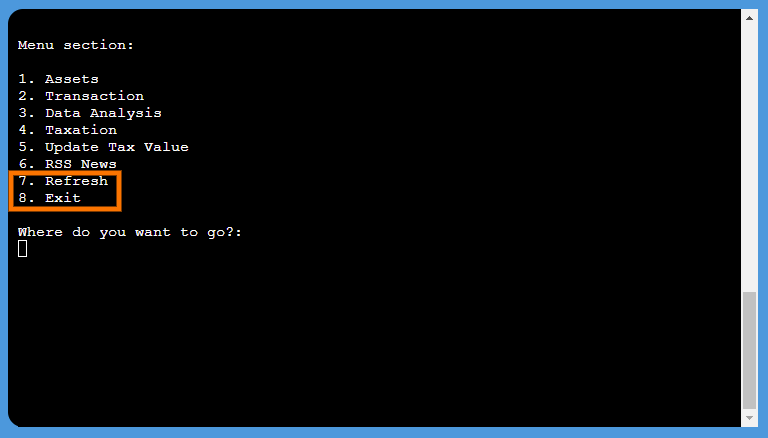 Menu section:
1. Assets
2. Transaction
3. Data Analysis
4. Taxation
5. Update Tax Value
6. RSS News
7. Refresh
8. Exit
Where do you want to go?: